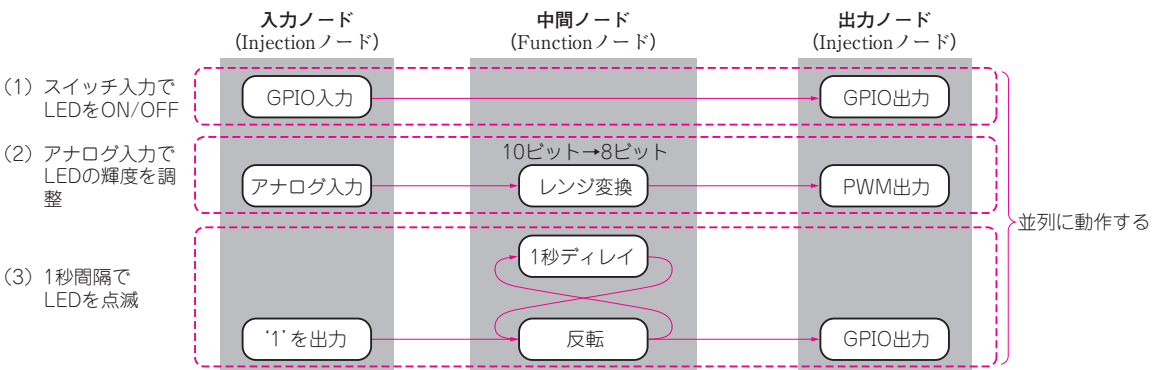 入力ノード
(Injectionノード)
中間ノード
(Functionノード)
出力ノード
(Injectionノード)
(1) スイッチ入力で
LEDをON/OFF
GPIO入力
GPIO出力
(2) アナログ入力で
LEDの輝度を調
整
10ビット→8ビット
アナログ入力
レンジ変換
PWM出力
並列に動作する
(3) 1秒間隔で
LEDを点滅
1秒ディレイ
'1'を出力
反転
GPIO出力